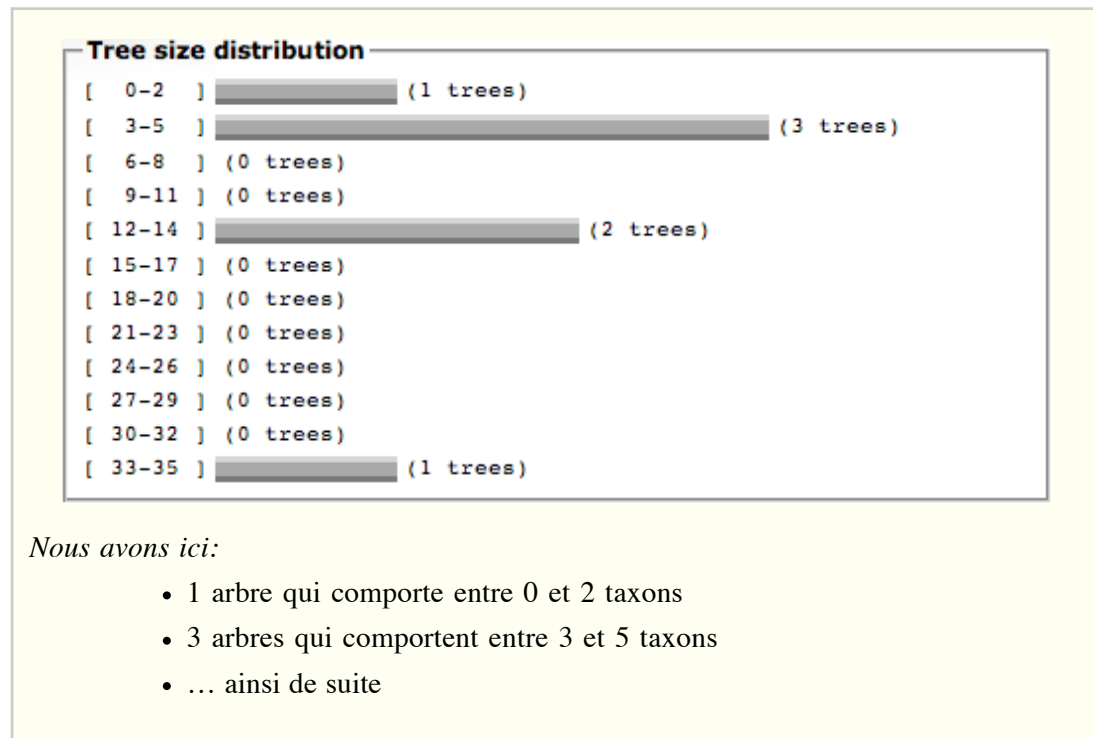 Tree size distribution
[ 0-2 ] (1 trees)
[ 3-5 ] (3 trees)
[ 6-8 ] (0 trees)
[ 9-11 ] (0 trees)
[ 12-14 ] (2 trees)
[ 15-17 ] (0 trees)
[ 18-20 ] (0 trees)
[ 21-23 ] (0 trees)
[ 24-26 ] (0 trees)
[ 27-29 ] (0 trees)
[ 30-32 ] (0 trees)
[ 33-35 ] (1 trees)
Nous avons ici:
• 1 arbre qui comporte entre 0 et 2 taxons
• 3 arbres qui comportent entre 3 et 5 taxons
• … ainsi de suite